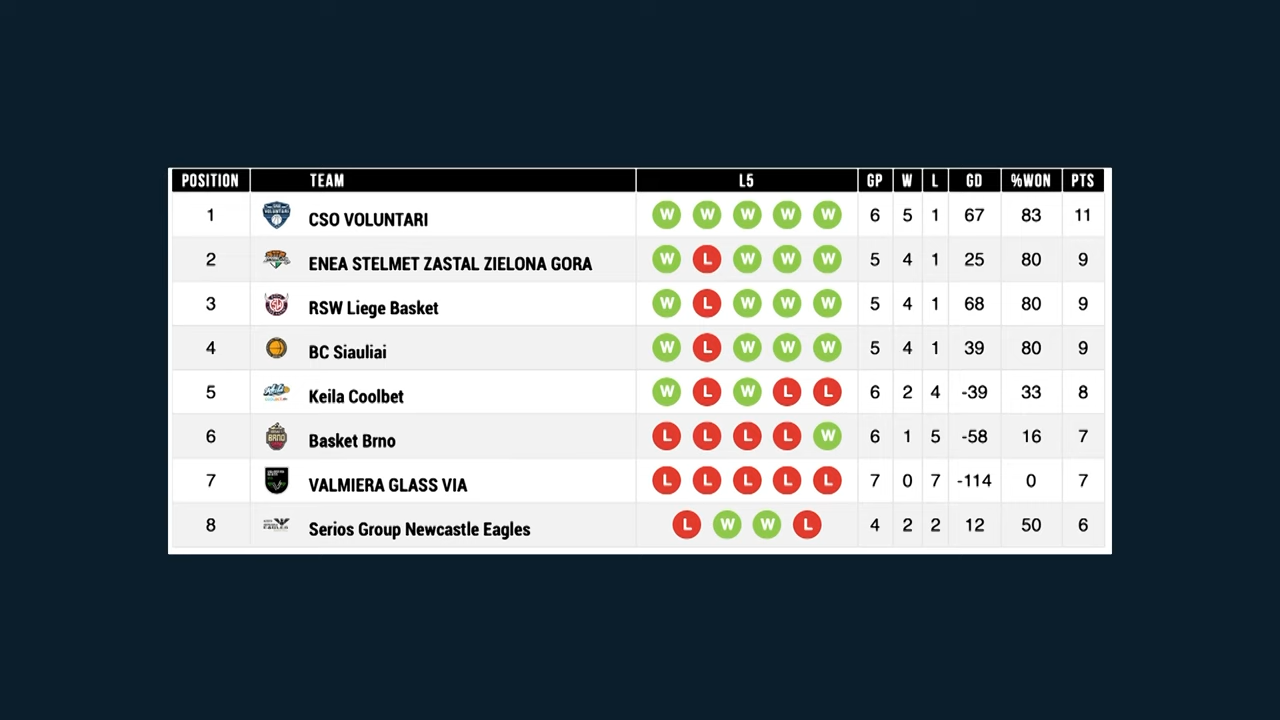 POSITION TEAM L5 GP W L GD %WON PTS
1 CSO VOLUNTARI W W W W W 6 5 1 67 83 11
2 ENEA STELMET ZASTAL ZIELONA GORA W L W W W 5 4 1 25 80 9
3 RSW Liege Basket W L W W W 5 4 1 68 80 9
4 BC Siauliai W L W W W 5 4 1 39 80 9
5 Keila Coolbet W L W L L 6 2 4 -39 33 8
6 Basket Brno L L L L W 6 1 5 -58 16 7
7 VALMIERA GLASS VIA L L L L L 7 0 7 -114 0 7
8 Serios Group Newcastle Eagles L W W L 4 2 2 12 50 6